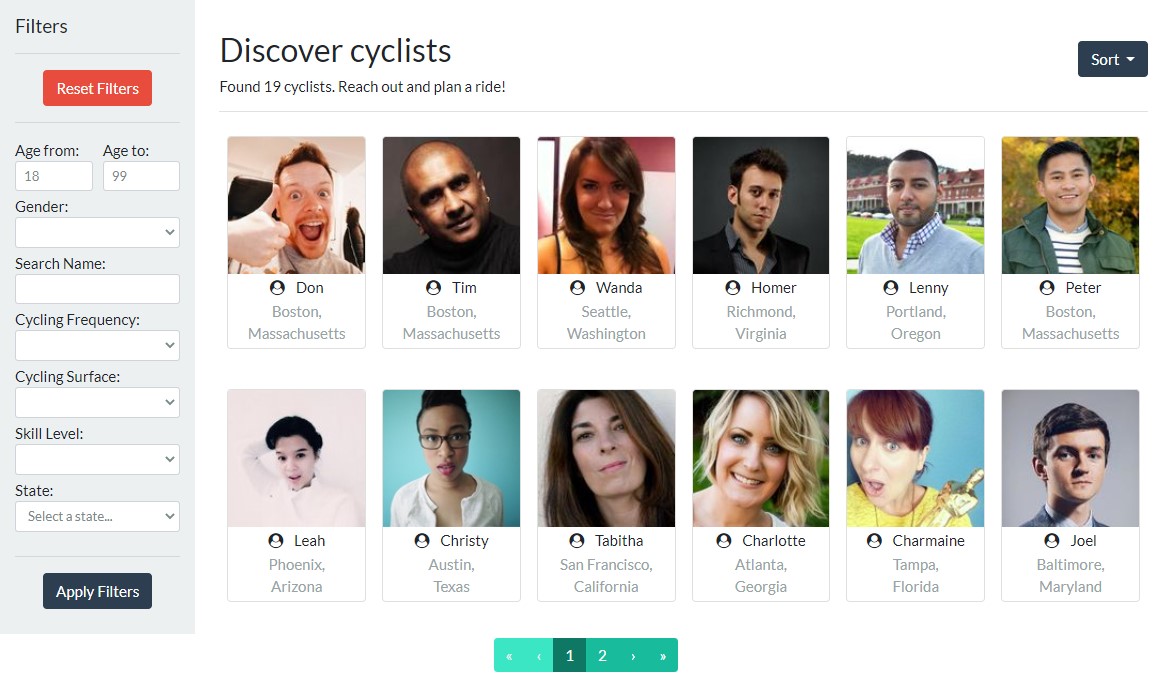 Filters
Reset Filters
Age from: Age to:
18 99
Gender:
Search Name:
Cycling Frequency:
Cycling Surface:
Skill Level:
State:
Select a state...
Apply Filters
Discover cyclists
Found 19 cyclists. Reach out and plan a ride!
Sort
Don
Boston,
Massachusetts
Tim
Boston,
Massachusetts
Wanda
Seattle,
Washington
Homer
Richmond,
Virginia
Lenny
Portland,
Oregon
Peter
Boston,
Massachusetts
Leah
Phoenix,
Arizona
Christy
Austin,
Texas
Tabitha
San Francisco,
California
Charlotte
Atlanta,
Georgia
Charmaine
Tampa,
Florida
Joel
Baltimore,
Maryland
« ‹ 1 2 › »